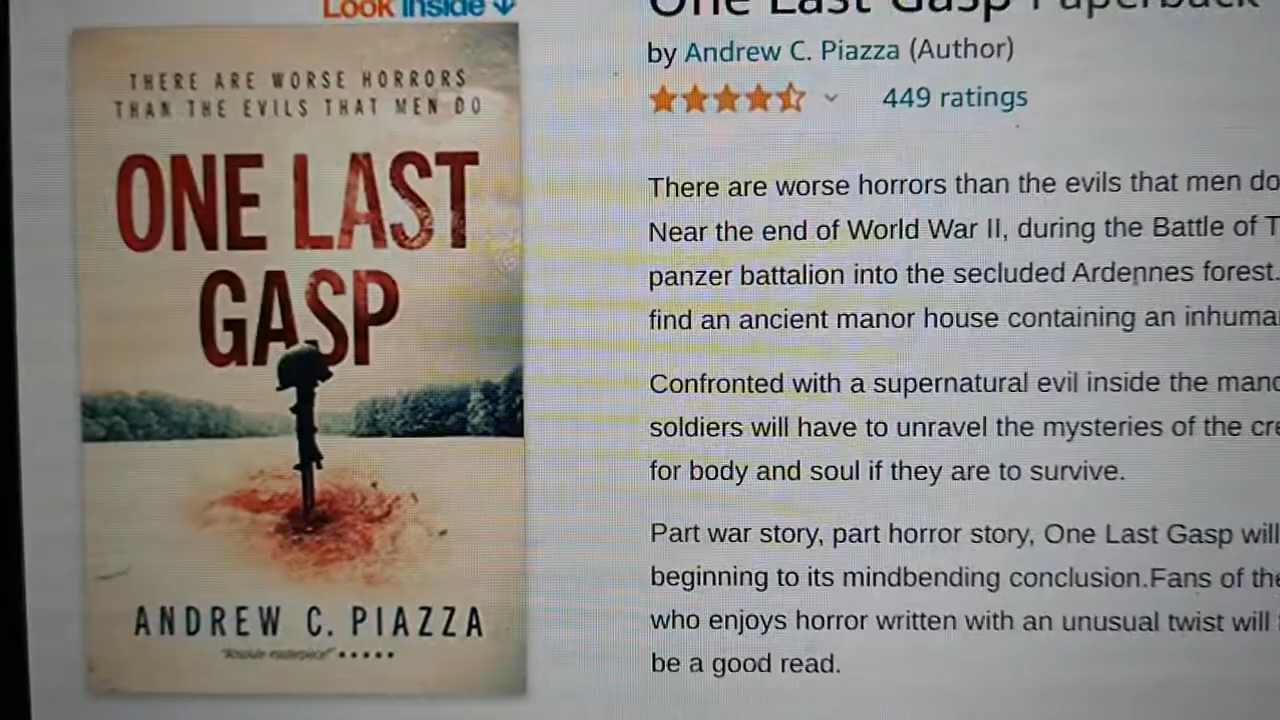 Look Inside
THERE ARE WORSE HORRORS
THAN THE EVILS THAT MEN DO
ONE LAST
GASP
ANDREW C. PIAZZA
"Absolute masterpiece!"
One Last Gasp Paperback
by Andrew C. Piazza (Author)
449 ratings
There are worse horrors than the evils that men do
Near the end of World War II, during the Battle of T
panzer battalion into the secluded Ardennes forest.
find an ancient manor house containing an inhuma
Confronted with a supernatural evil inside the mano
soldiers will have to unravel the mysteries of the cre
for body and soul if they are to survive.
Part war story, part horror story, One Last Gasp will
beginning to its mindbending conclusion.Fans of the
who enjoys horror written with an unusual twist will
be a good read.